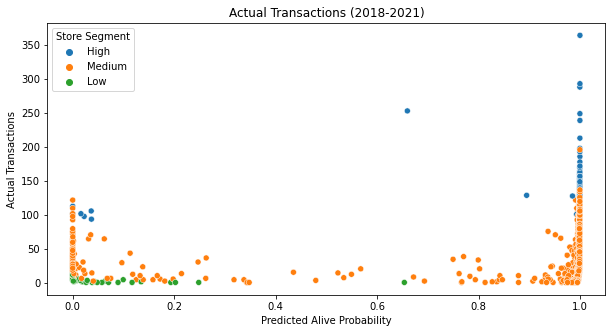 Actual Transactions (2018-2021)
Store Segment
High
Medium
Low
350
300
250
200
150
100
50
0
Actual Transactions
0.0 0.2 0.4 0.6 0.8 1.0
Predicted Alive Probability